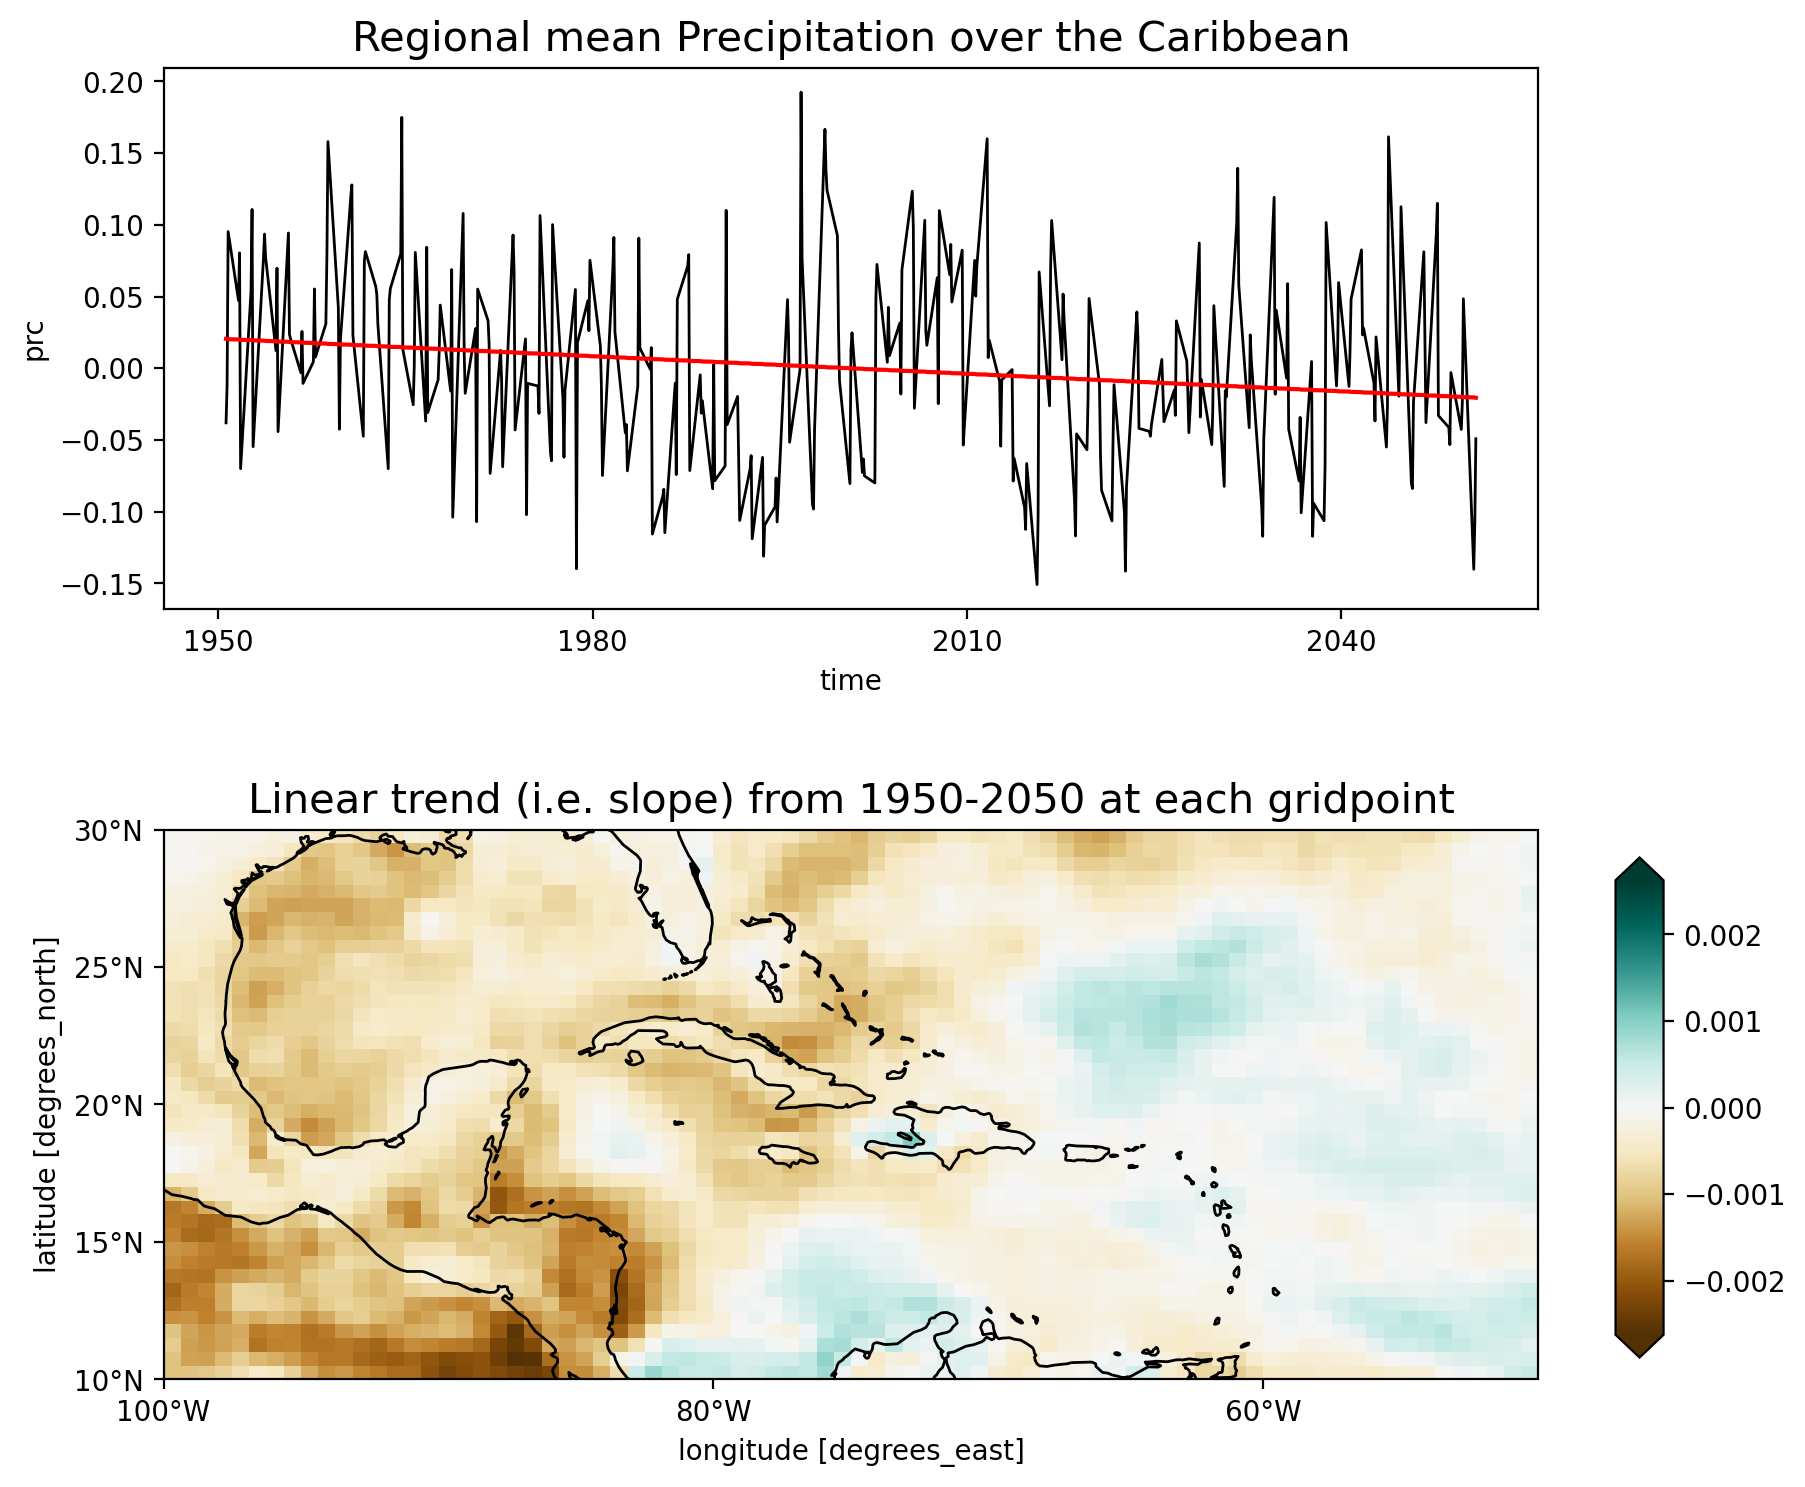 Regional mean Precipitation over the Caribbean
0.20
0.15
0.10
0.05
0.00
−0.05
−0.10
−0.15
prc
1950 1980 2010 2040
time
Linear trend (i.e. slope) from 1950-2050 at each gridpoint
30°N
25°N
20°N
15°N
10°N
latitude [degrees_north]
100°W 80°W 60°W
longitude [degrees_east]
0.002
0.001
0.000
−0.001
−0.002